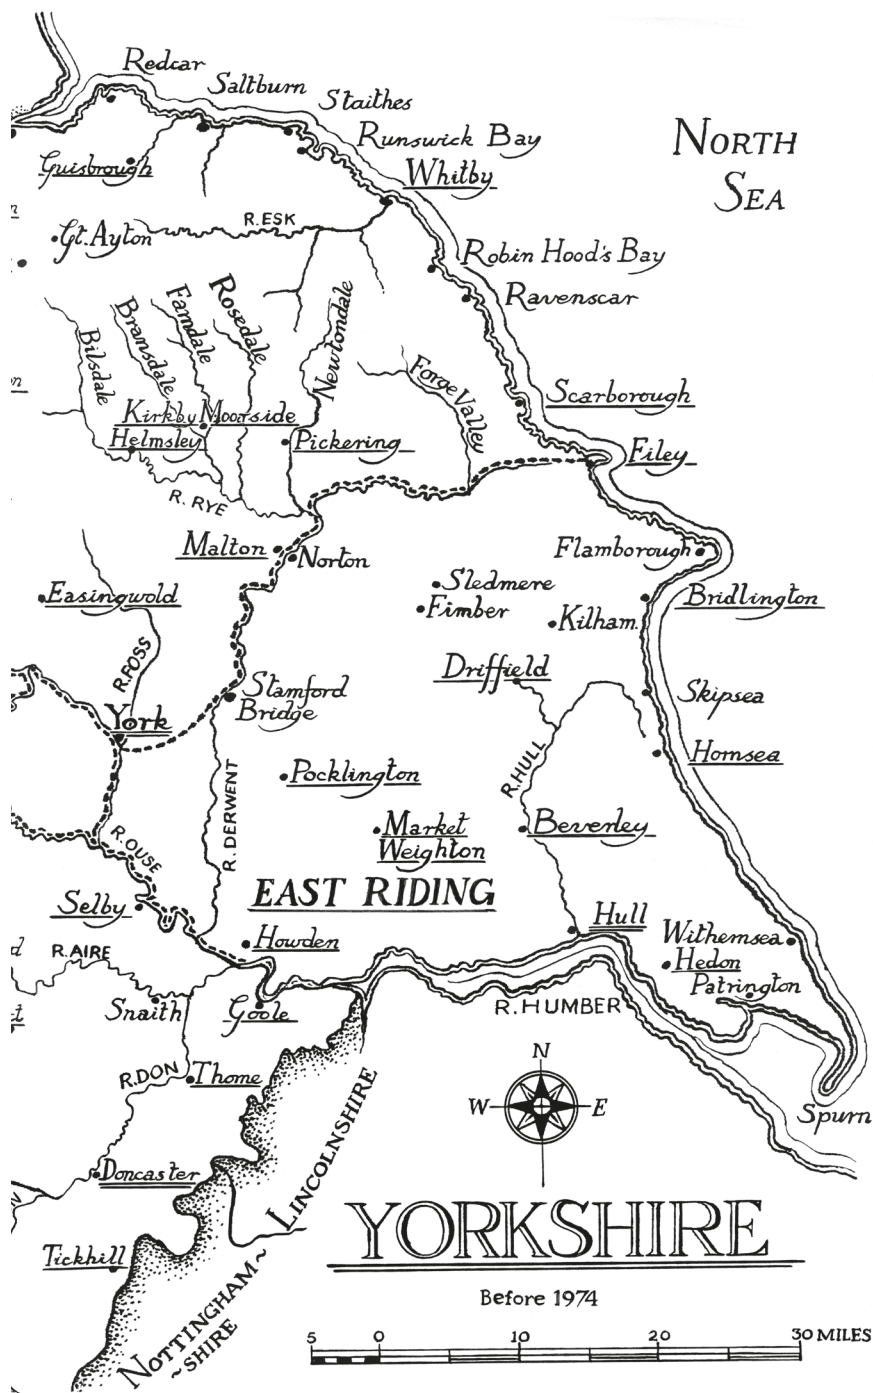 Redcar
Saltburn
Staithes
Runswick Bay
Guisbrough
Whitby
NORTH
SEA
n
Gt. Ayton
R. ESK
Robin Hood's Bay
Ravenscar
Bilsdale
Bransdale
Farndale
Rosedale
Newtondale
Forge Valley
n
Scarborough
Kirkby Moorside
Helmsley
Pickering
Filey
R. RYE
Malton
Norton
Flamborough
Easingwold
Sledmere
Fimber
Kilham.
Bridlington
R. FOSS
Driffield
Stamford
Bridge
Skipsea
York
Hornsea
Pocklington
R. HULL
R. DERWENT
R. OUSE
Market
Weighton
Beverley
EAST RIDING
Selby
Howden
Hull
Withernsea
Hedon
Patrington
d
R. AIRE
t
Snaith
Goole
R. HUMBER
R. DON
Thorne
N
W
E
Spurn
Doncaster
LINCOLNSHIRE
Tickhill
NOTTINGHAM~
~SHIRE
YORKSHIRE
Before 1974
5 0 10 20 30 MILES